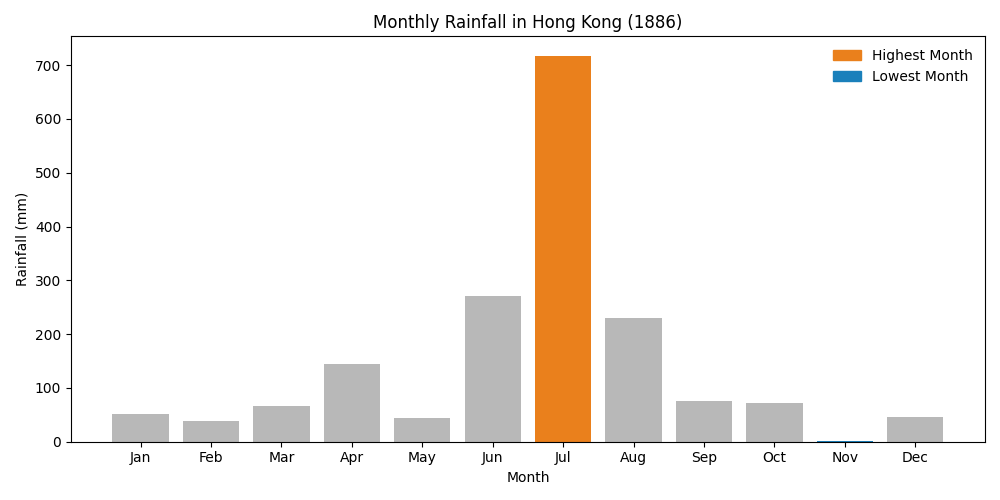 Monthly Rainfall in Hong Kong (1886)
Highest Month
Lowest Month
Rainfall (mm)
700
600
500
400
300
200
100
0
Jan Feb Mar Apr May Jun Jul Aug Sep Oct Nov Dec
Month